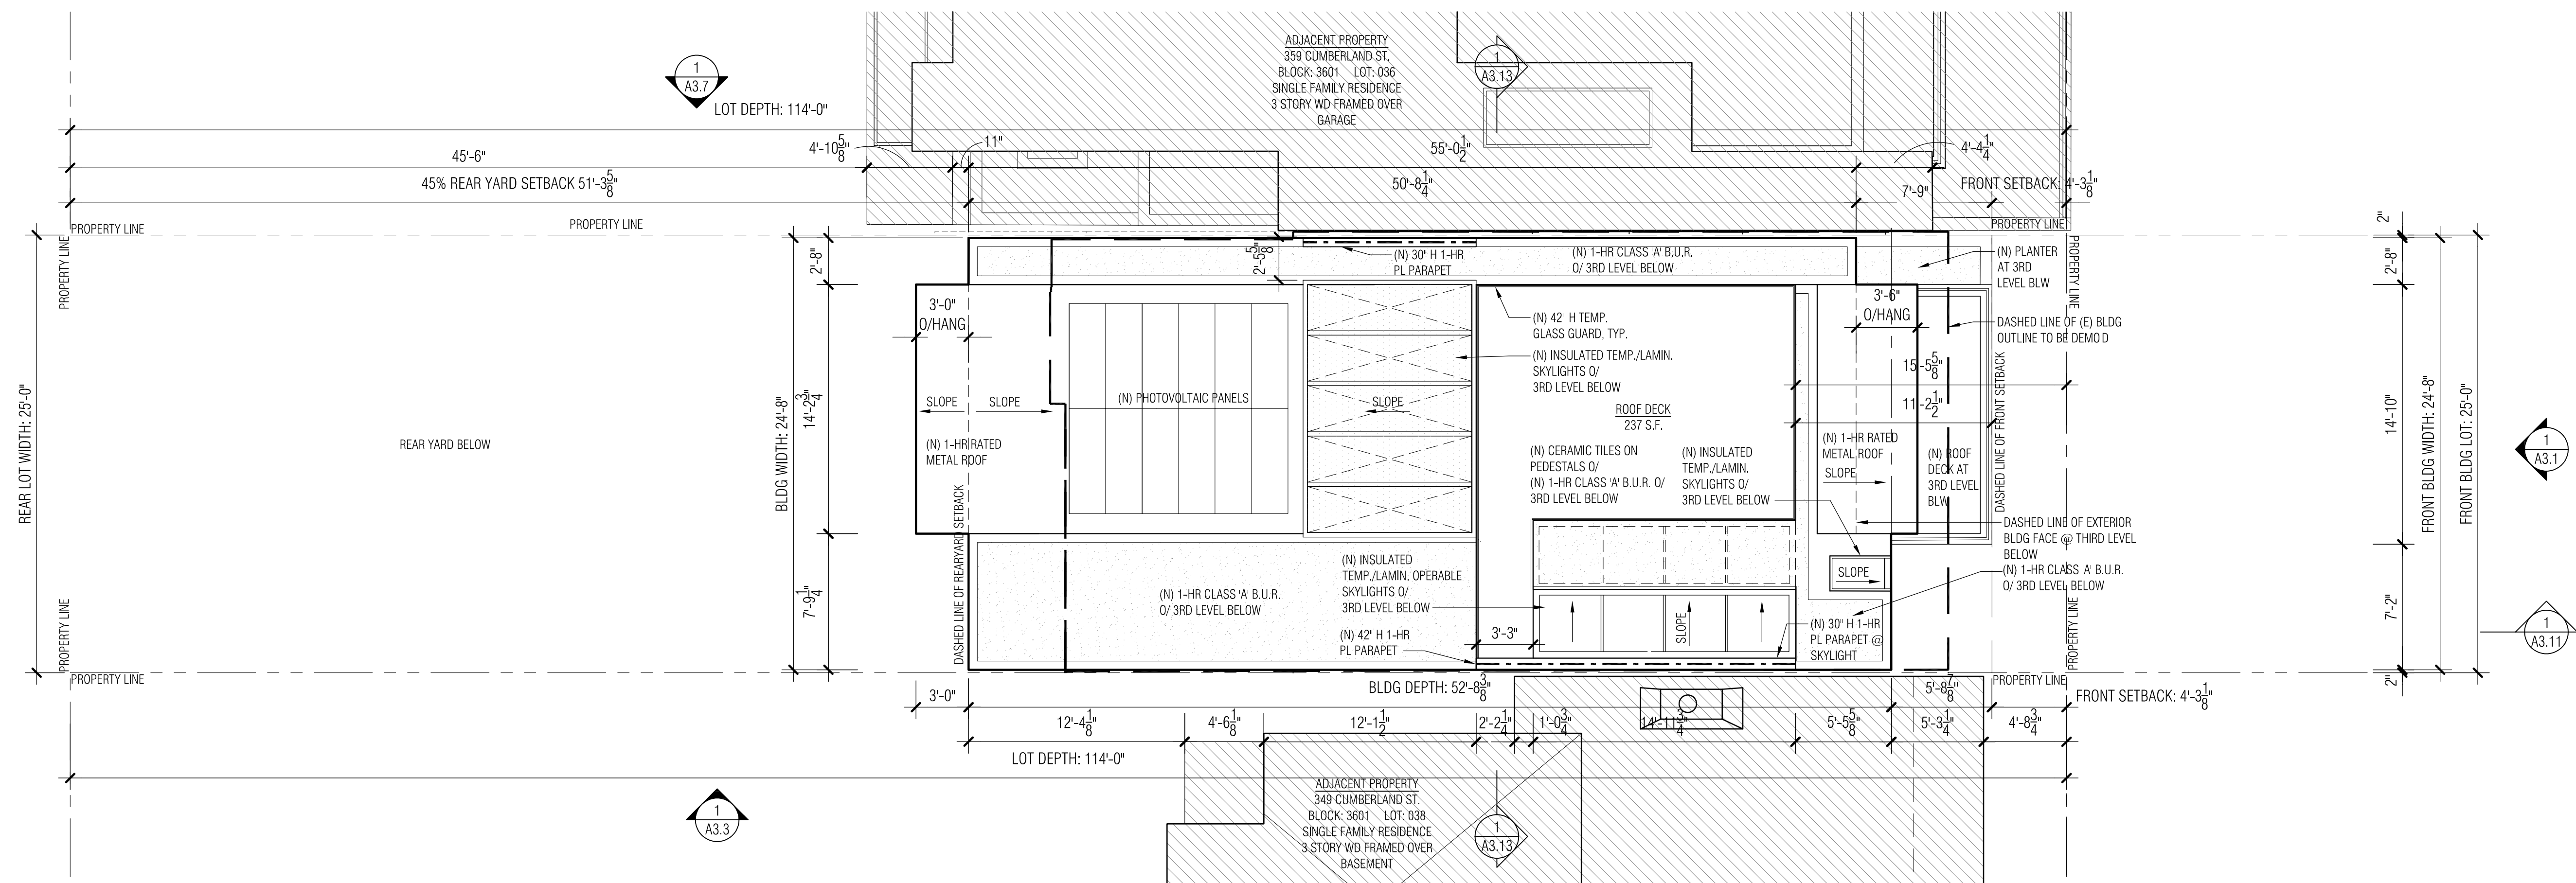 ADJACENT PROPERTY
359 CUMBERLAND ST.
BLOCK: 3601 LOT: 036
SINGLE FAMILY RESIDENCE
3 STORY WD FRAMED OVER
GARAGE
1
A3.13
1
A3.7
LOT DEPTH: 114'-0"
45'-6"
4'-10 5/8"
11"
55'-0 1/2"
4'-4 1/4"
45% REAR YARD SETBACK 51'-3 5/8"
50'-8 1/4"
7'-9"
FRONT SETBACK: 4'-3 1/8"
PROPERTY LINE
PROPERTY LINE
PROPERTY LINE
PROPERTY LINE
PROPERTY LINE
2"
2'-8"
2'-5 5/8"
2'-8"
(N) 30" H 1-HR
PL PARAPET
(N) 1-HR CLASS 'A' B.U.R.
O/ 3RD LEVEL BELOW
(N) PLANTER
AT 3RD
LEVEL BLW
3'-0"
O/HANG
3'-6"
O/HANG
(N) 42" H TEMP.
GLASS GUARD, TYP.
DASHED LINE OF (E) BLDG
OUTLINE TO BE DEMO'D
(N) INSULATED TEMP./LAMIN.
SKYLIGHTS O/
3RD LEVEL BELOW
15'-5 5/8"
11'-2 1/2"
SLOPE
SLOPE
(N) PHOTOVOLTAIC PANELS
SLOPE
ROOF DECK
237 S.F.
REAR LOT WIDTH: 25'-0"
REAR YARD BELOW
BLDG WIDTH: 24'-8"
14'-2 3/4"
(N) 1-HR RATED
METAL ROOF
(N) CERAMIC TILES ON
PEDESTALS O/
(N) 1-HR CLASS 'A' B.U.R. O/
3RD LEVEL BELOW
(N) INSULATED
TEMP./LAMIN.
SKYLIGHTS O/
3RD LEVEL BELOW
(N) 1-HR RATED
METAL ROOF
SLOPE
(N) ROOF
DECK AT
3RD LEVEL
BLW
DASHED LINE OF FRONT SETBACK
14'-10"
FRONT BLDG WIDTH: 24'-8"
FRONT BLDG LOT: 25'-0"
1
A3.1
DASHED LINE OF EXTERIOR
BLDG FACE @ THIRD LEVEL
BELOW
DASHED LINE OF REARYARD SETBACK
7'-9 1/4"
(N) 1-HR CLASS 'A' B.U.R.
O/ 3RD LEVEL BELOW
(N) INSULATED
TEMP./LAMIN. OPERABLE
SKYLIGHTS O/
3RD LEVEL BELOW
SLOPE
(N) 1-HR CLASS 'A' B.U.R.
O/ 3RD LEVEL BELOW
7'-2"
PROPERTY LINE
PROPERTY LINE
SLOPE
(N) 42" H 1-HR
PL PARAPET
3'-3"
(N) 30" H 1-HR
PL PARAPET @
SKYLIGHT
1
A3.11
PROPERTY LINE
PROPERTY LINE
2"
BLDG DEPTH: 52'-8 3/8"
5'-8 7/8"
3'-0"
FRONT SETBACK: 4'-3 1/8"
12'-4 1/8"
4'-6 1/8"
12'-1 1/2"
2'-2 1/4"
1'-0 3/4"
14'-11 3/4"
5'-5 5/8"
5'-3 1/4"
4'-8 3/4"
LOT DEPTH: 114'-0"
1
A3.3
ADJACENT PROPERTY
349 CUMBERLAND ST.
BLOCK: 3601 LOT: 038
SINGLE FAMILY RESIDENCE
3 STORY WD FRAMED OVER
BASEMENT
1
A3.13